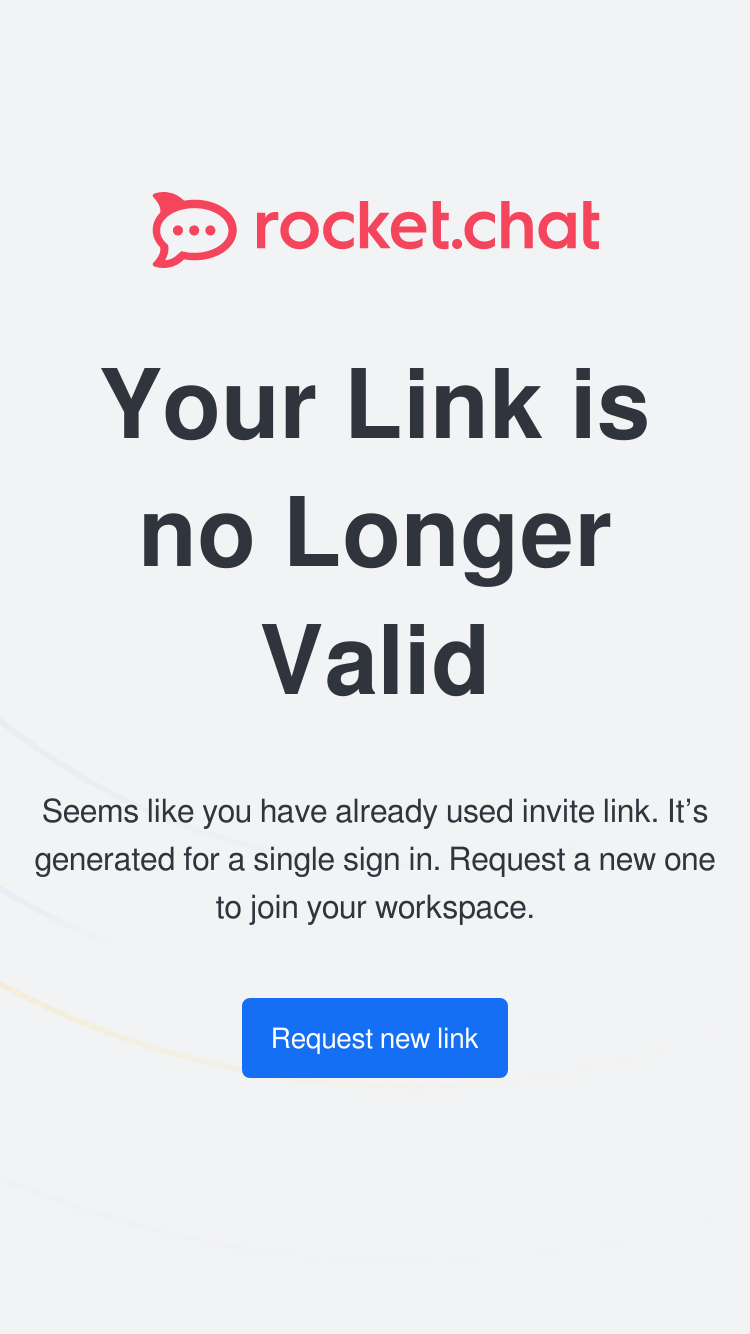 rocket.chat
Your Link is
no Longer
Valid
Seems like you have already used invite link. It’s
generated for a single sign in. Request a new one
to join your workspace.
Request new link